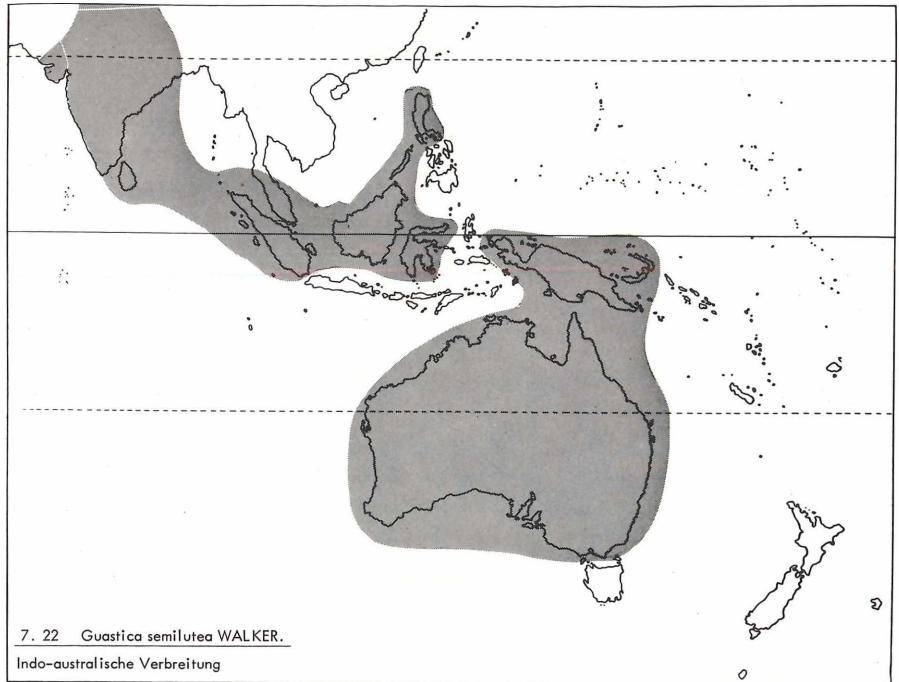 7. 22 Guastica semilutea WALKER.
Indo-australische Verbreitung